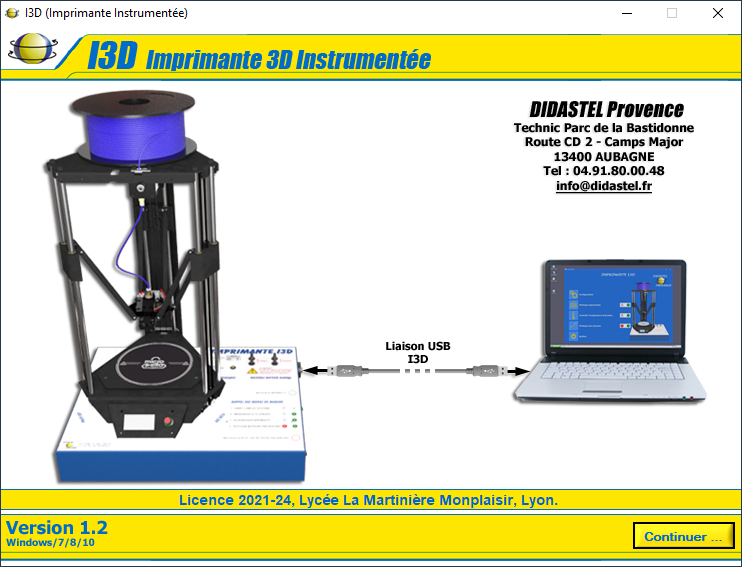 I3D (Imprimante Instrumentée)
I3D Imprimante 3D Instrumentée
DIDASTEL Provence
Technic Parc de la Bastidonne
Route CD 2 - Camps Major
13400 AUBAGNE
Tel : 04.91.80.00.48
info@didastel.fr
IMPRIMANTE I3D
IMPRIMANTE I3D
Liaison USB
I3D
Licence 2021-24, Lycée La Martinière Monplaisir, Lyon.
Version 1.2
Windows/7/8/10
Continuer ...